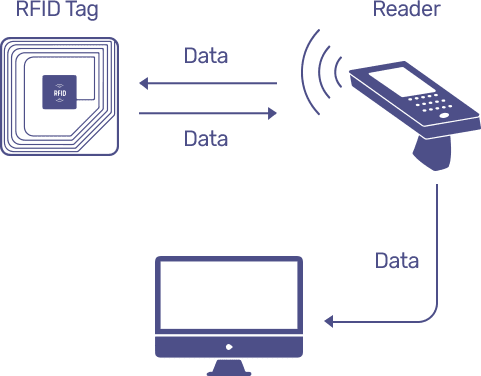 RFID Tag
Reader
Data
RFID
Data
Data